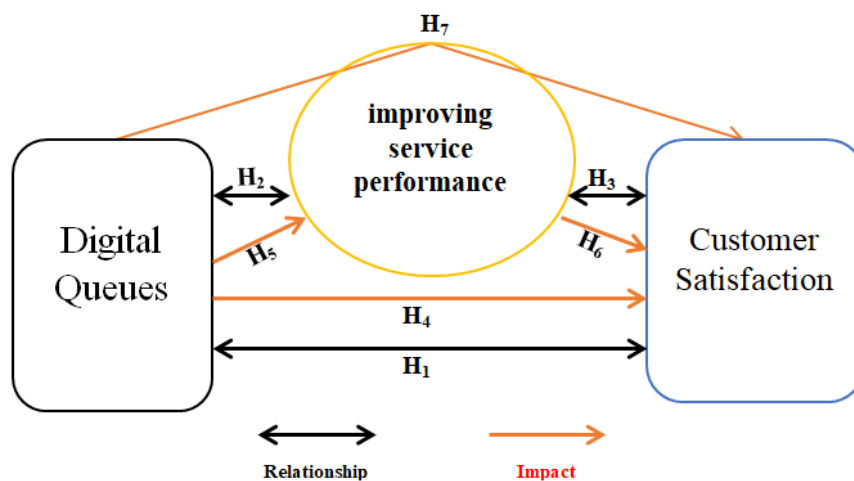 H₇
improving
service
performance
H₂
H₃
Digital
Queues
H₅
H₆
Customer
Satisfaction
H₄
H₁
Relationship
Impact